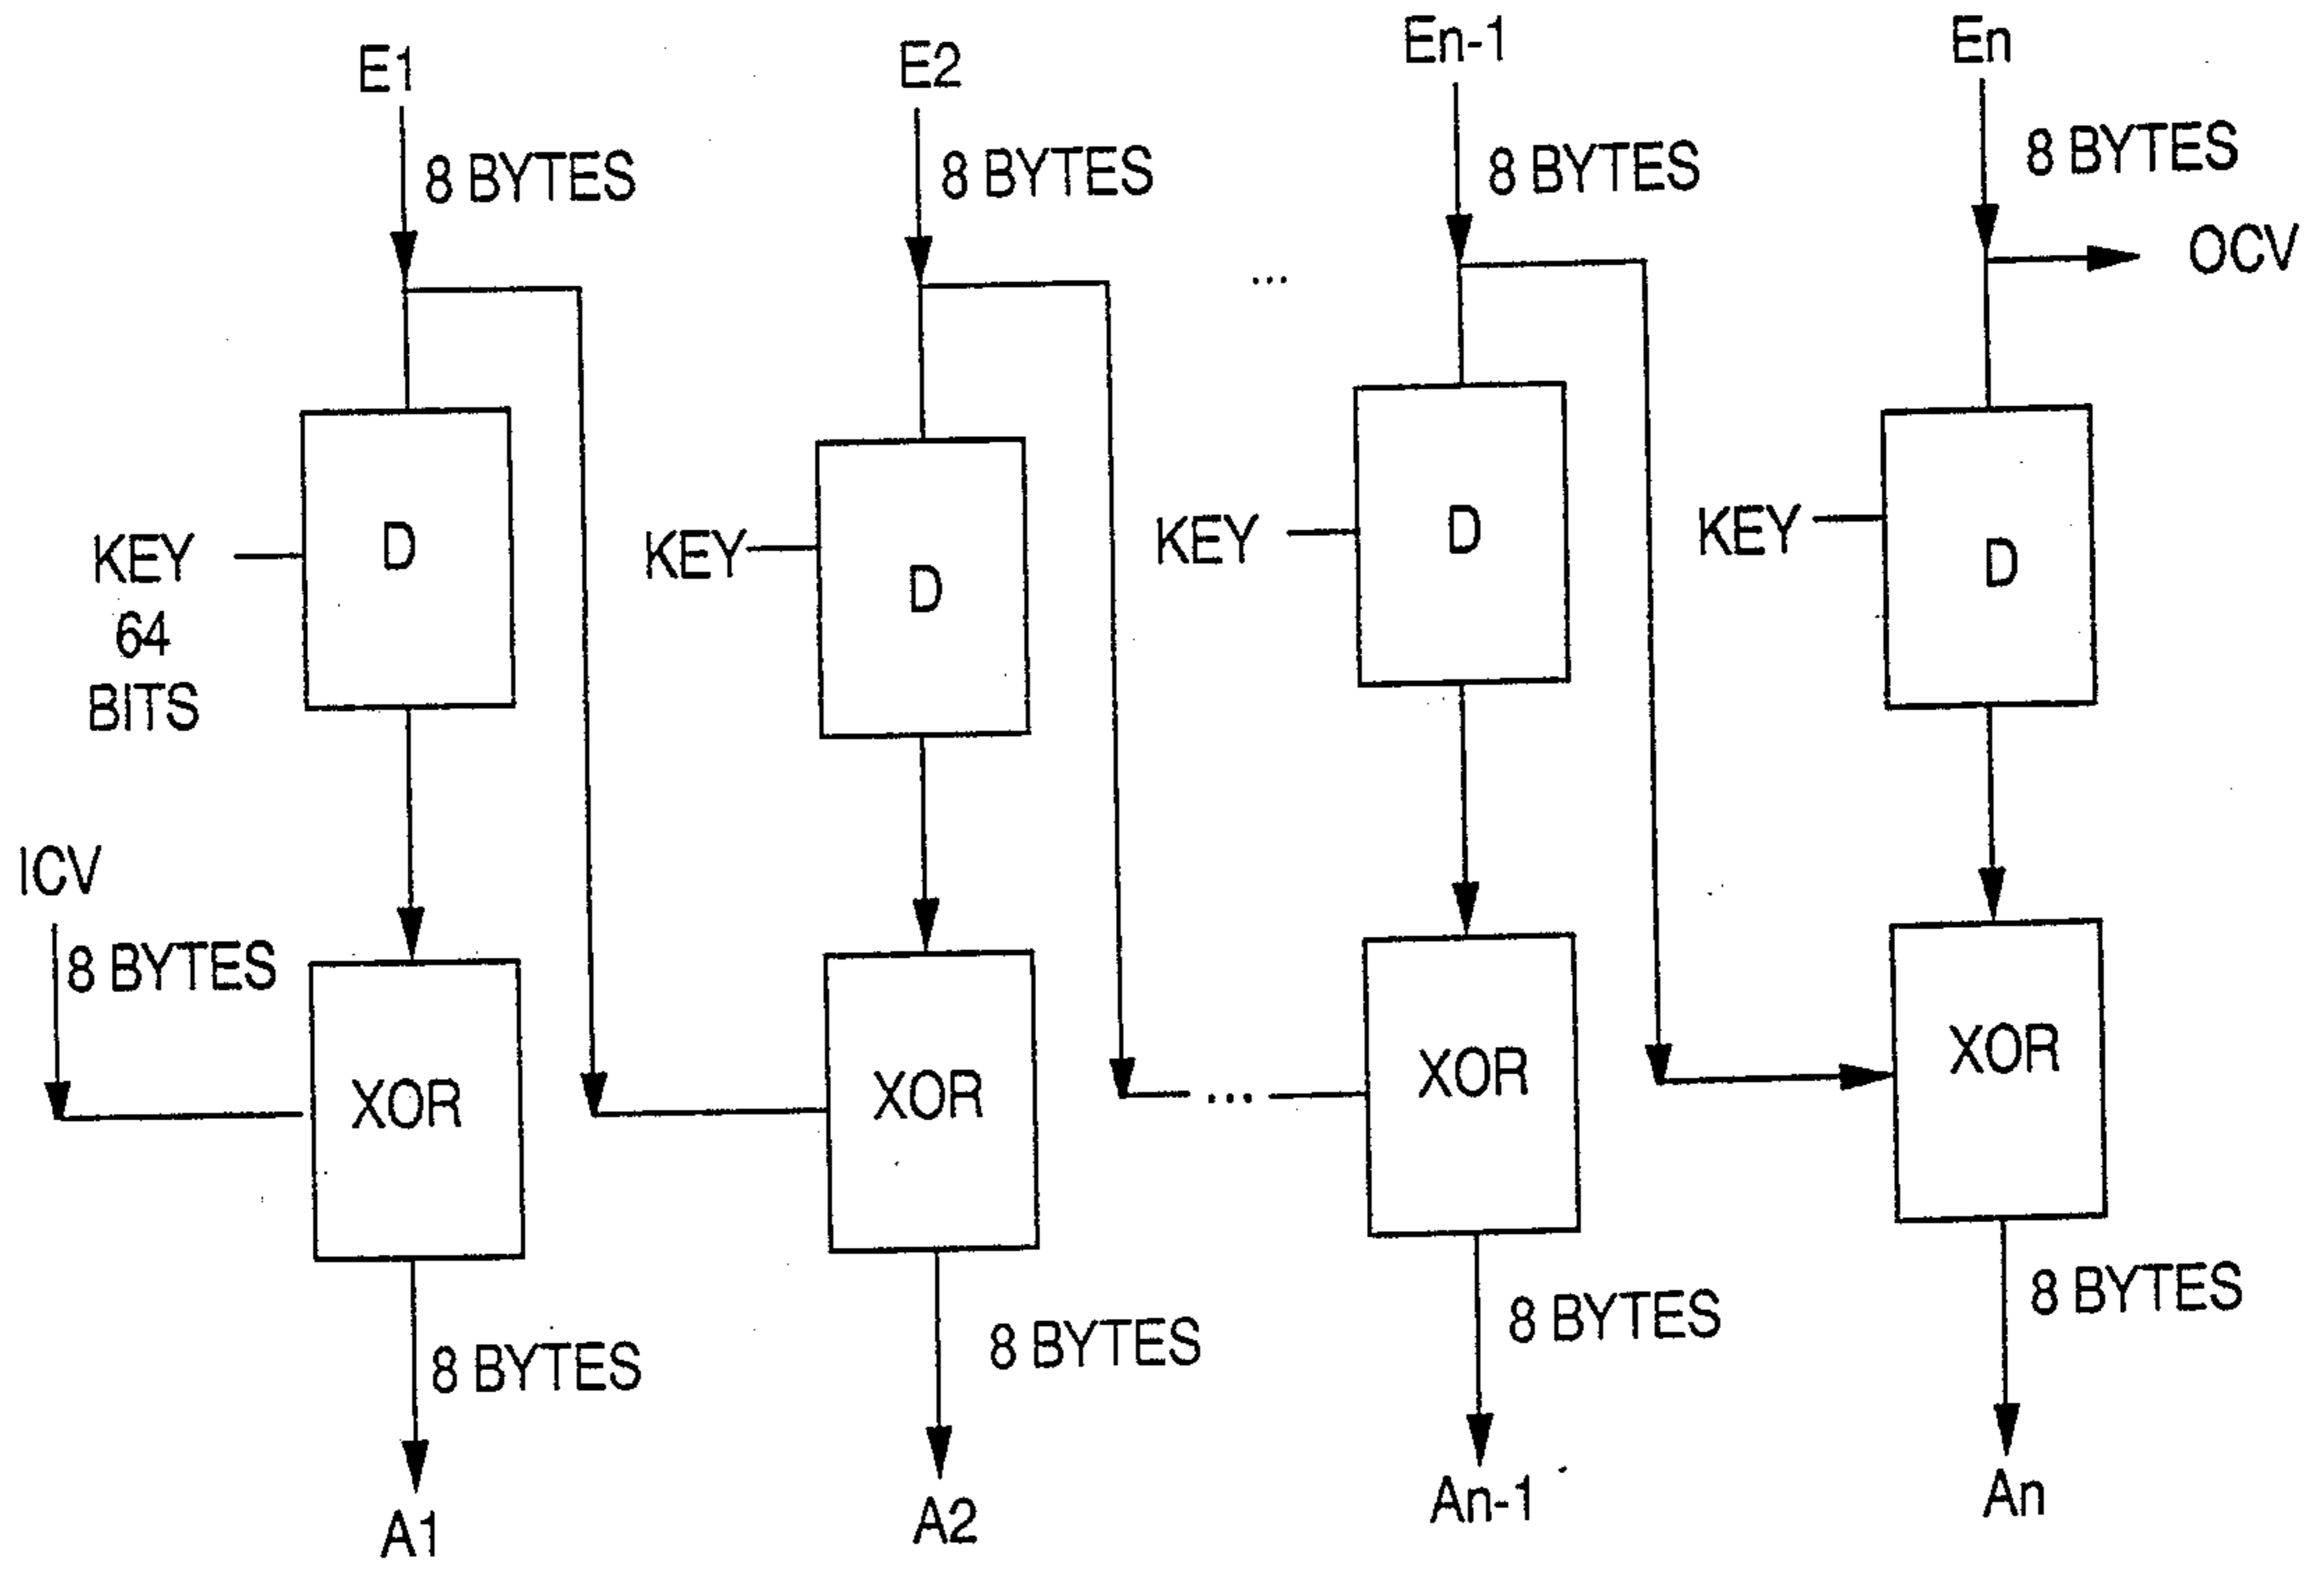 E1
E2
En-1
En
8 BYTES
8 BYTES
8 BYTES
8 BYTES
OCV
...
KEY
64
BITS
D
KEY
D
KEY
D
KEY
D
ICV
8 BYTES
XOR
XOR
...
XOR
XOR
8 BYTES
8 BYTES
8 BYTES
8 BYTES
A1
A2
An-1
An